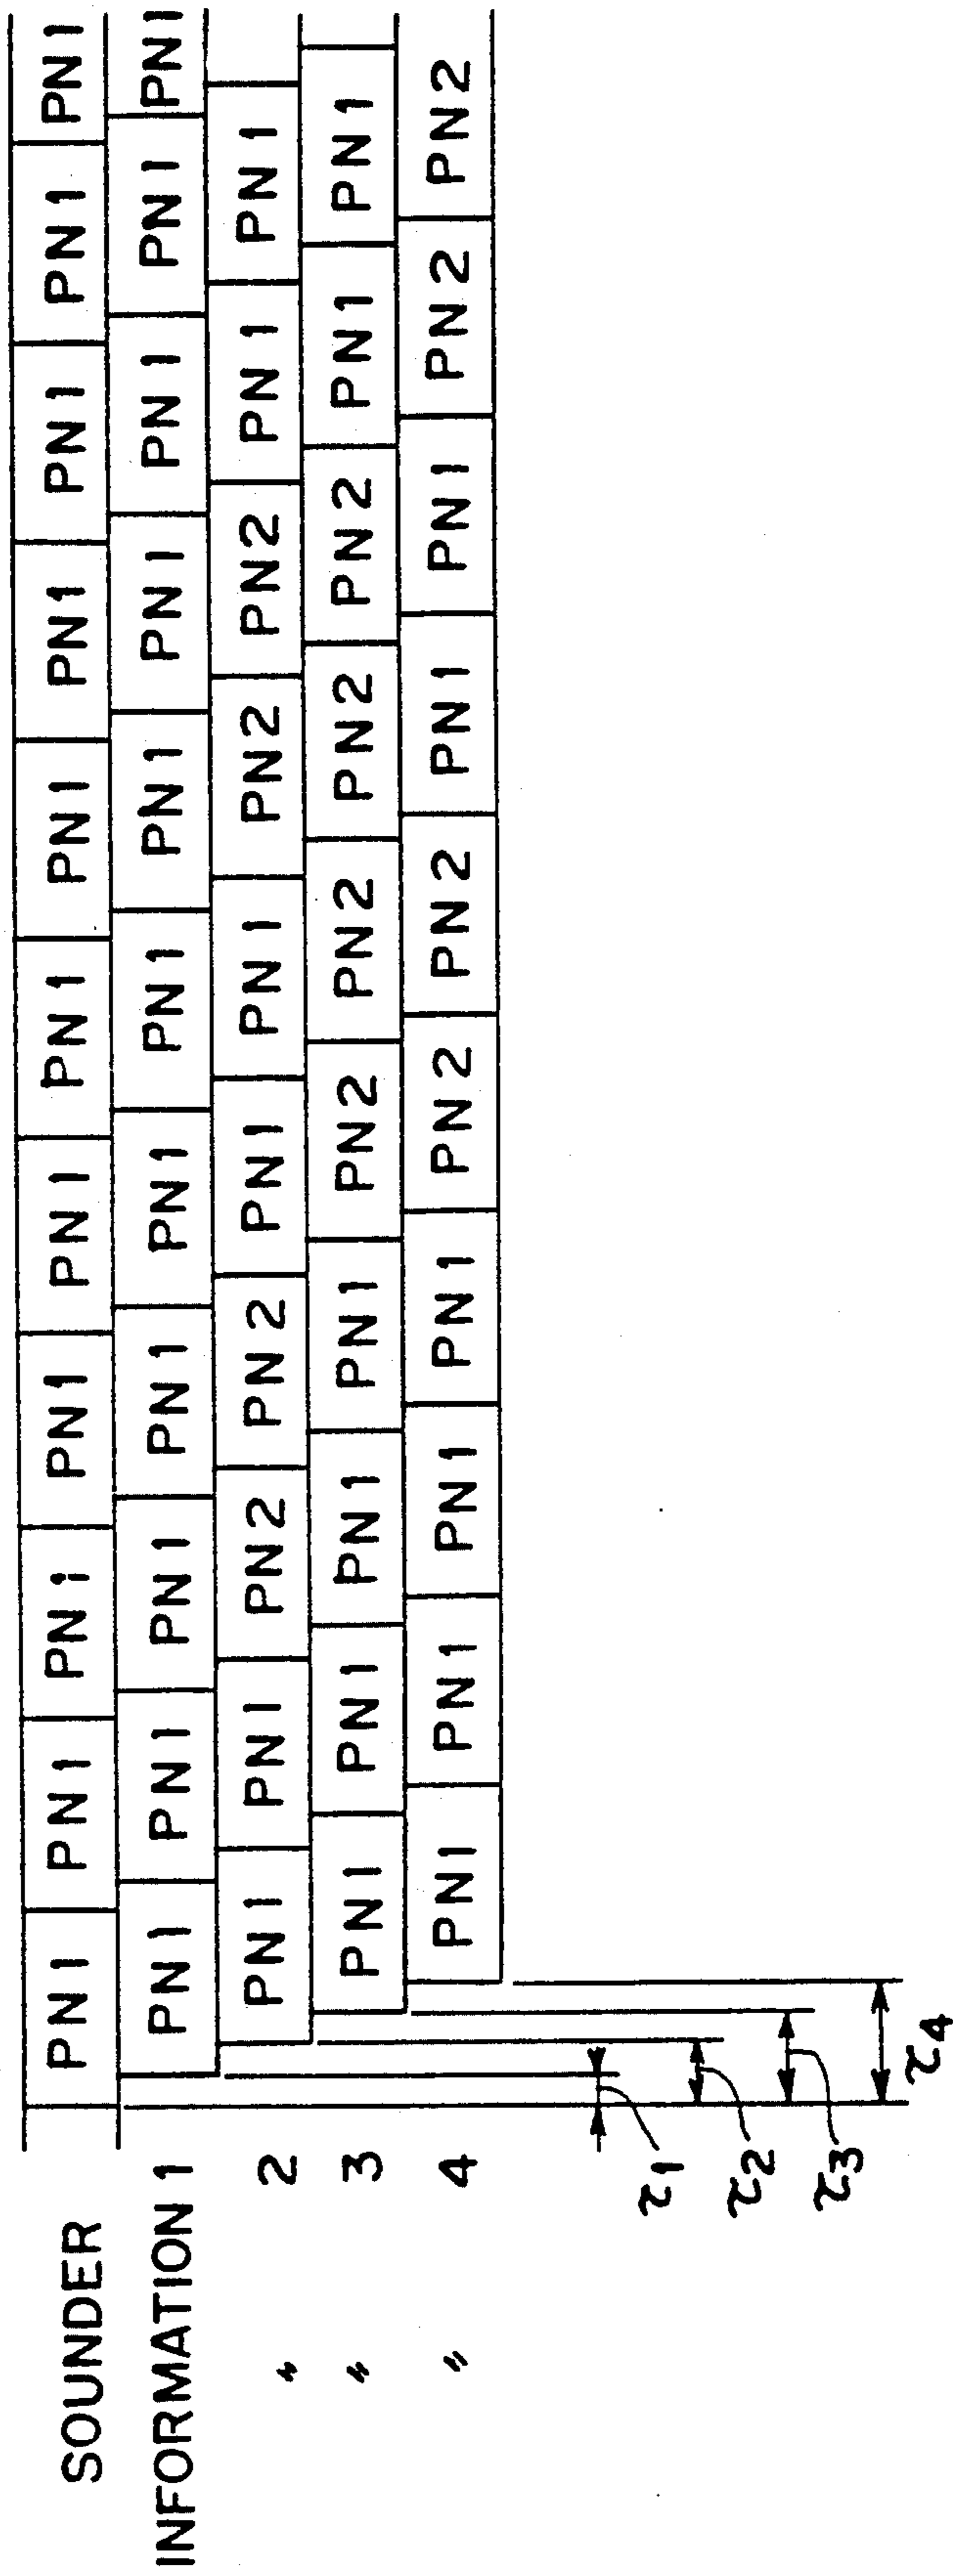 SOUNDER PN1 PN1 PN1 PN1 PN1 PN1 PN1 PN1 PN1 PN1 PN1
INFORMATION 1 PN1 PN1 PN1 PN1 PN1 PN1 PN1 PN1 PN1 PN1 PN1
〃 2 PN1 PN1 PN2 PN2 PN1 PN1 PN2 PN2 PN1 PN1
〃 3 PN1 PN1 PN1 PN1 PN2 PN2 PN2 PN2 PN1 PN1
〃 4 PN1 PN1 PN1 PN1 PN2 PN2 PN1 PN1 PN2 PN2
τ1
τ2
τ3
τ4